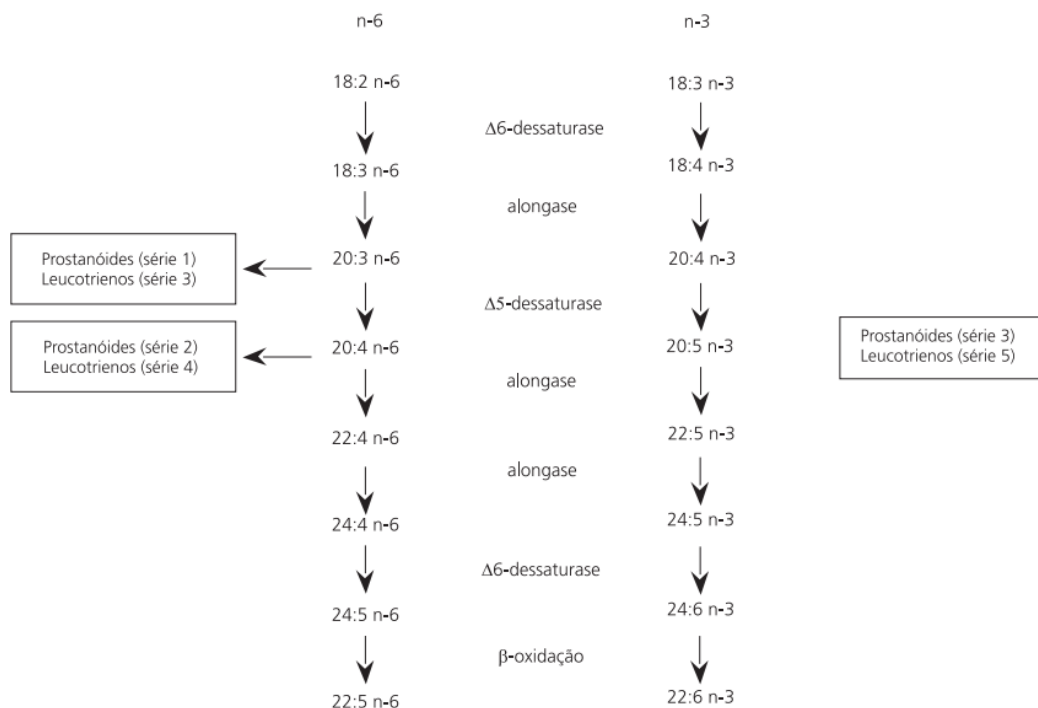 n-6
n-3
18:2 n-6
18:3 n-3
Δ6-dessaturase
18:3 n-6
18:4 n-3
alongase
Prostanóides (série 1)
Leucotrienos (série 3)
20:3 n-6
20:4 n-3
Δ5-dessaturase
Prostanóides (série 2)
Leucotrienos (série 4)
20:4 n-6
20:5 n-3
Prostanóides (série 3)
Leucotrienos (série 5)
alongase
22:4 n-6
22:5 n-3
alongase
24:4 n-6
24:5 n-3
Δ6-dessaturase
24:5 n-6
24:6 n-3
β-oxidação
22:5 n-6
22:6 n-3